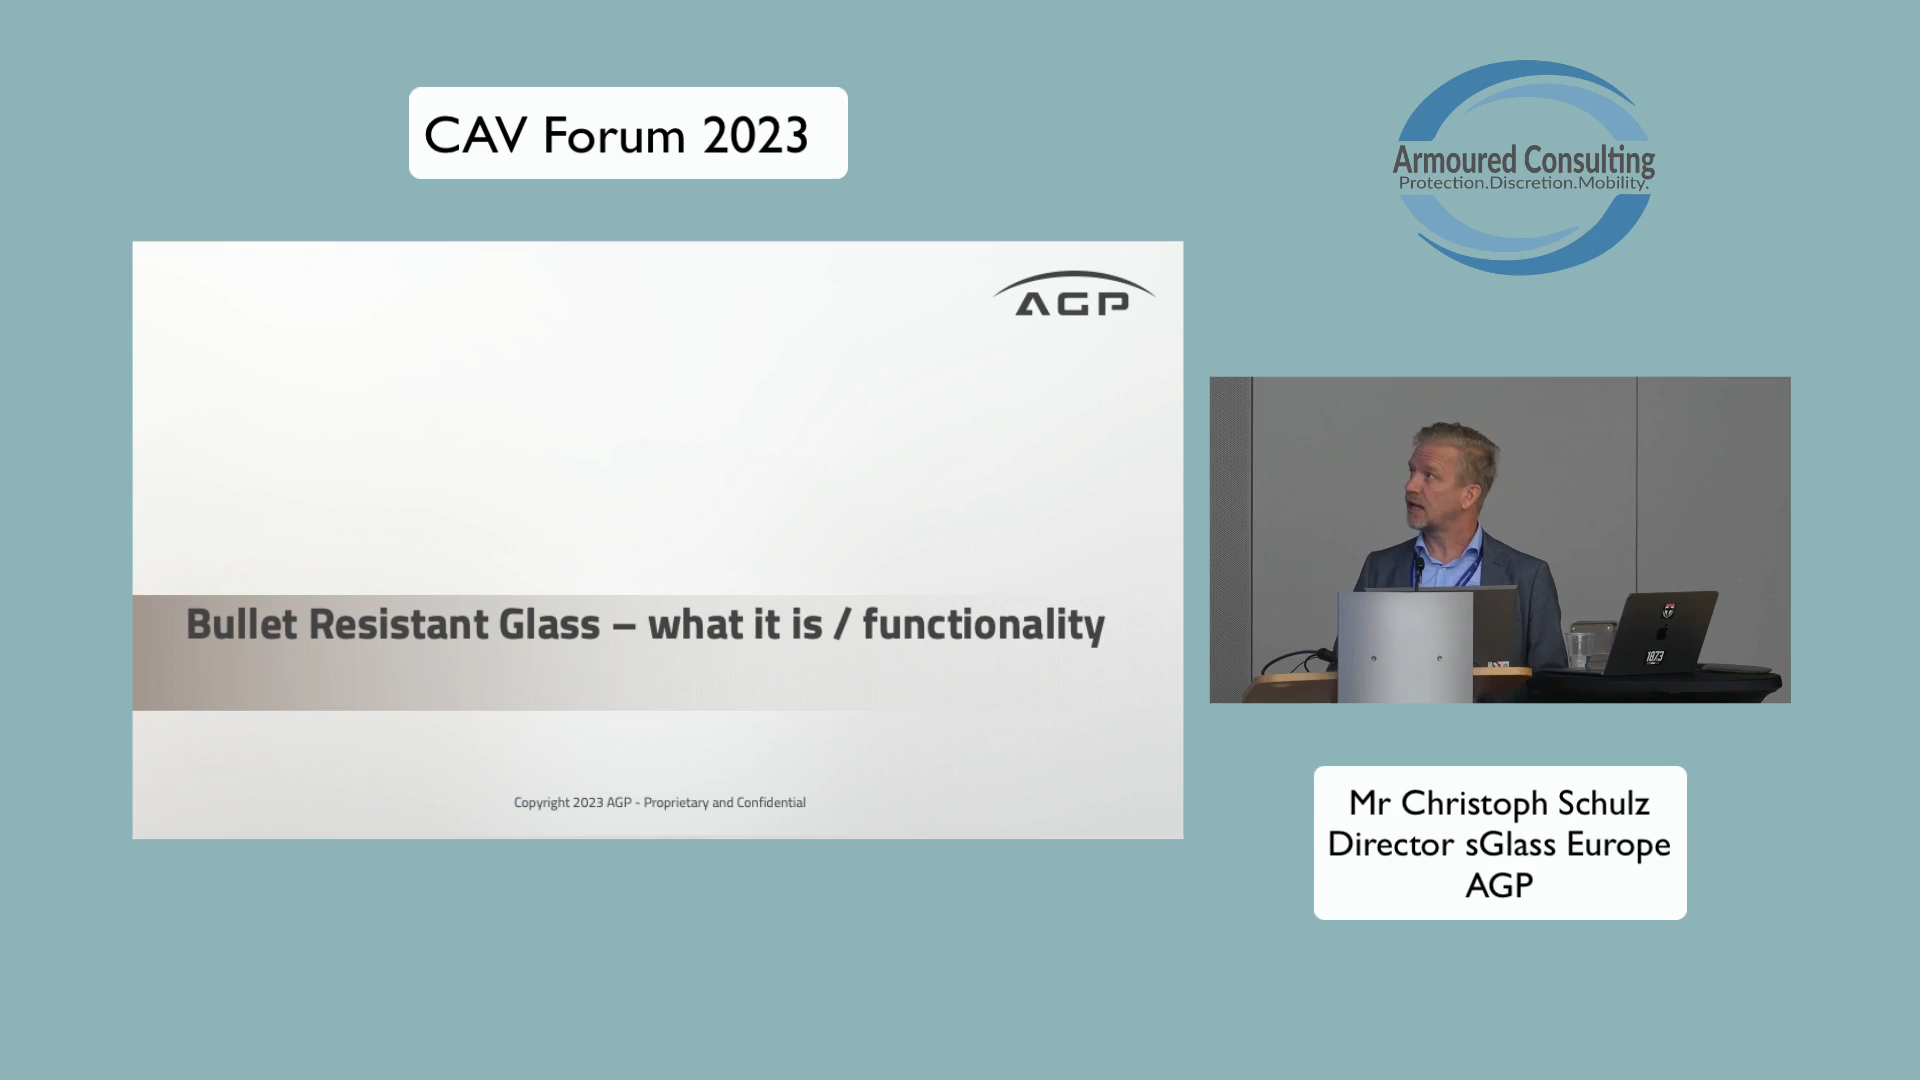 CAV Forum 2023
Armoured Consulting
Protection.Discretion.Mobility.
AGP
Bullet Resistant Glass – what it is / functionality
Copyright 2023 AGP - Proprietary and Confidential
1873
Mr Christoph Schulz
Director sGlass Europe
AGP